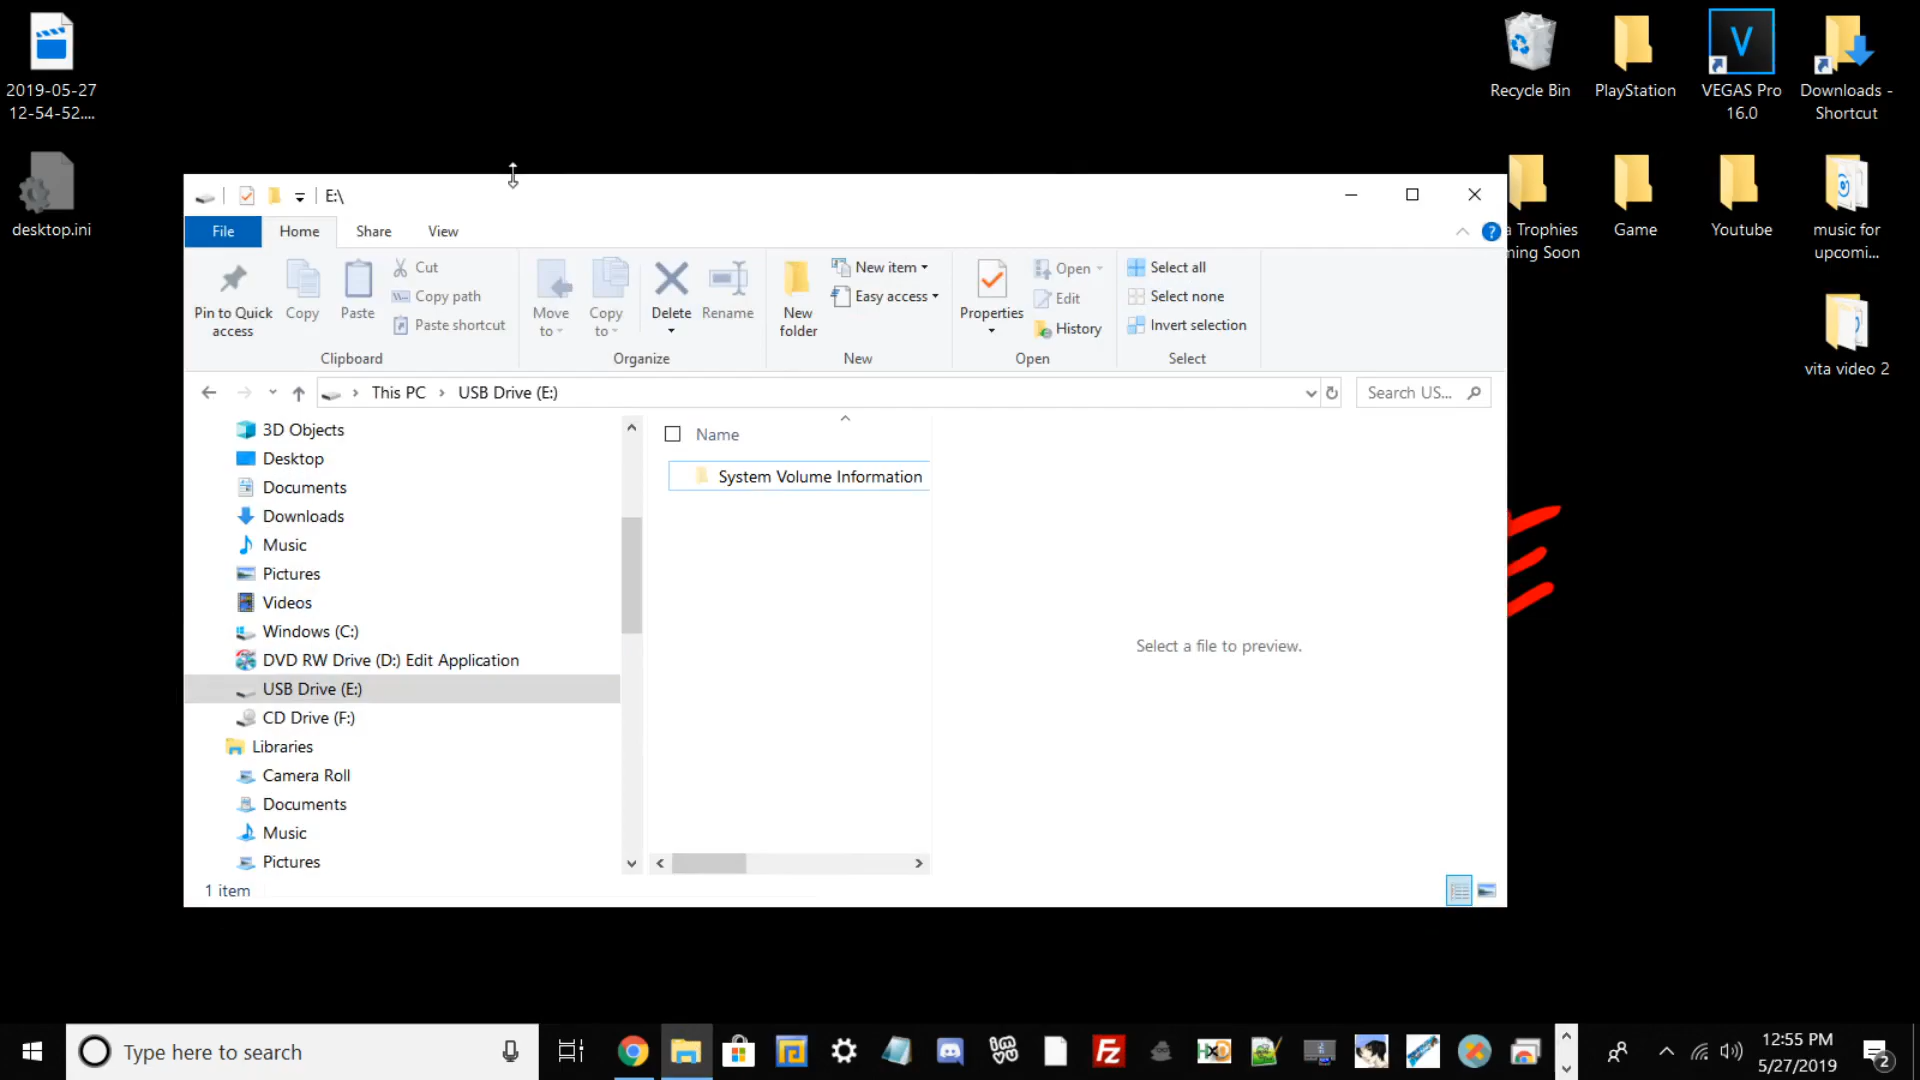 2019-05-27
12-54-52....
desktop.ini
Recycle Bin
PlayStation
VEGAS Pro
16.0
Downloads -
Shortcut
a Trophies
ning Soon
Game
Youtube
music for
upcomi...
vita video 2
E:\
File
Home
Share
View
Pin to Quick
access
Copy
Paste
Cut
Copy path
Paste shortcut
Clipboard
Move
to
Copy
to
Delete
Rename
Organize
New
folder
New item
Easy access
New
Properties
Open
Edit
History
Open
Select all
Select none
Invert selection
Select
This PC > USB Drive (E:)
Search US...
3D Objects
Desktop
Documents
Downloads
Music
Pictures
Videos
Windows (C:)
DVD RW Drive (D:) Edit Application
USB Drive (E:)
CD Drive (F:)
Libraries
Camera Roll
Documents
Music
Pictures
Name
System Volume Information
Select a file to preview.
1 item
Type here to search
12:55 PM
5/27/2019
2